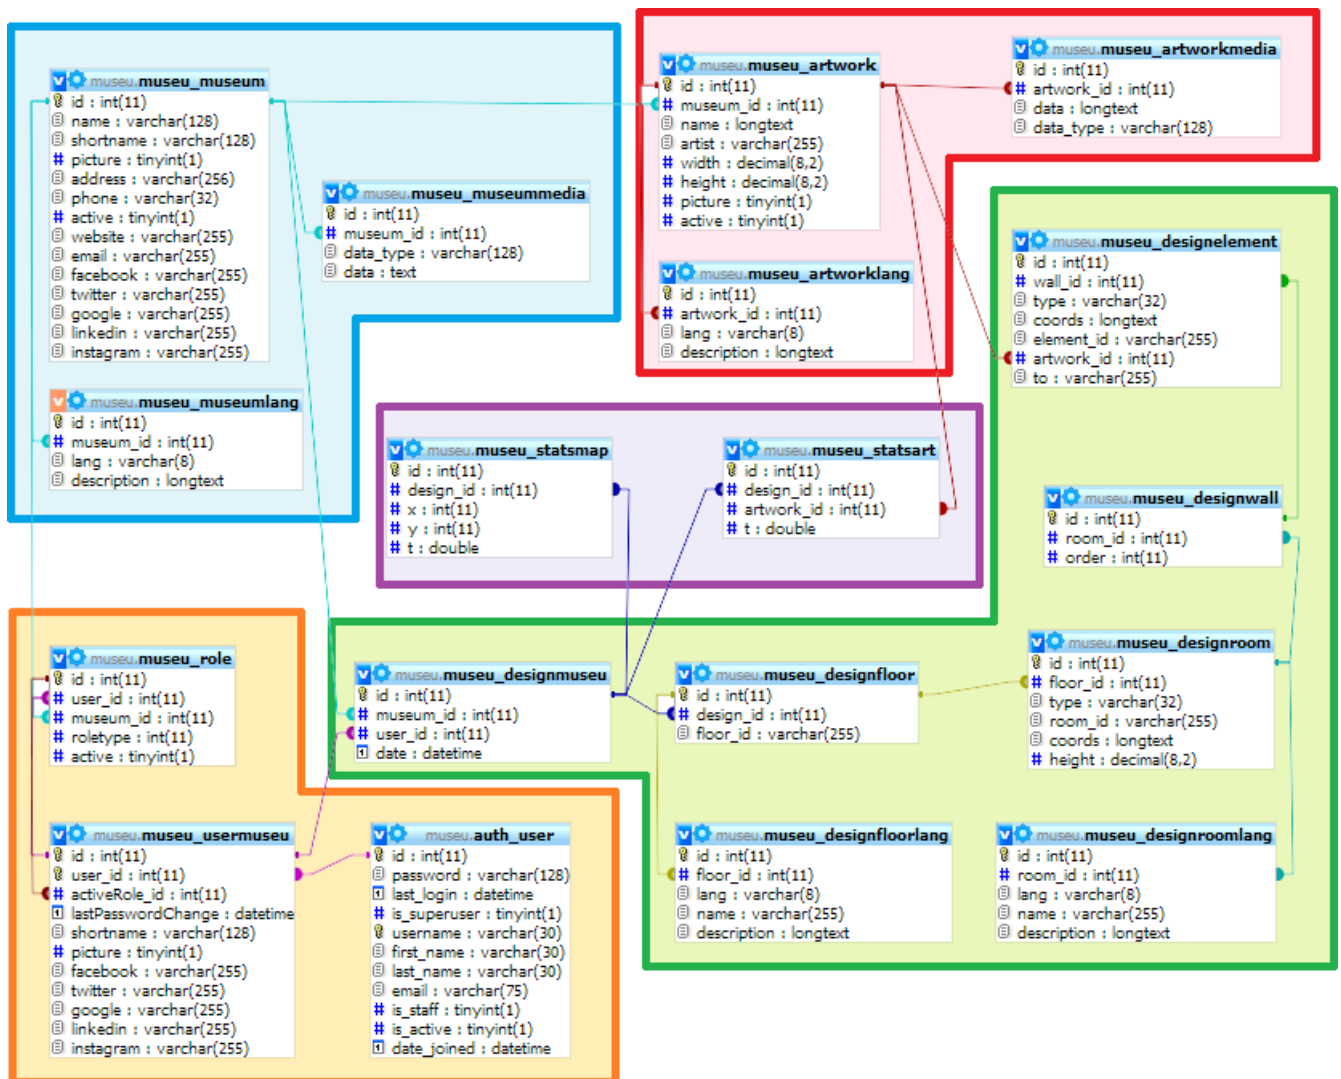 museu.museu_museum
id : int(11)
name : varchar(128)
shortname : varchar(128)
# picture : tinyint(1)
address : varchar(256)
phone : varchar(32)
# active : tinyint(1)
website : varchar(255)
email : varchar(255)
facebook : varchar(255)
twitter : varchar(255)
google : varchar(255)
linkedin : varchar(255)
instagram : varchar(255)
museu.museu_museummedia
id : int(11)
# museum_id : int(11)
data_type : varchar(128)
data : text
museu.museu_museumlang
id : int(11)
# museum_id : int(11)
lang : varchar(8)
description : longtext
museu.museu_artwork
id : int(11)
# museum_id : int(11)
name : longtext
artist : varchar(255)
# width : decimal(8,2)
# height : decimal(8,2)
# picture : tinyint(1)
# active : tinyint(1)
museu.museu_artworkmedia
id : int(11)
# artwork_id : int(11)
data : longtext
data_type : varchar(128)
museu.museu_artworklang
id : int(11)
# artwork_id : int(11)
lang : varchar(8)
description : longtext
museu.museu_designelement
id : int(11)
# wall_id : int(11)
type : varchar(32)
coords : longtext
element_id : varchar(255)
# artwork_id : int(11)
to : varchar(255)
museu.museu_statsmap
id : int(11)
# design_id : int(11)
# x : int(11)
# y : int(11)
# t : double
museu.museu_statsart
id : int(11)
# design_id : int(11)
# artwork_id : int(11)
# t : double
museu.museu_designwall
id : int(11)
# room_id : int(11)
# order : int(11)
museu.museu_role
id : int(11)
# user_id : int(11)
# museum_id : int(11)
# roletype : int(11)
# active : tinyint(1)
museu.museu_designmuseu
id : int(11)
# museum_id : int(11)
# user_id : int(11)
date : datetime
museu.museu_designfloor
id : int(11)
# design_id : int(11)
floor_id : varchar(255)
museu.museu_designroom
id : int(11)
# floor_id : int(11)
type : varchar(32)
room_id : varchar(255)
coords : longtext
# height : decimal(8,2)
museu.museu_usermuseu
id : int(11)
user_id : int(11)
# activeRole_id : int(11)
lastPasswordChange : datetime
shortname : varchar(128)
# picture : tinyint(1)
facebook : varchar(255)
twitter : varchar(255)
google : varchar(255)
linkedin : varchar(255)
instagram : varchar(255)
museu.auth_user
id : int(11)
password : varchar(128)
last_login : datetime
# is_superuser : tinyint(1)
username : varchar(30)
first_name : varchar(30)
last_name : varchar(30)
email : varchar(75)
# is_staff : tinyint(1)
# is_active : tinyint(1)
date_joined : datetime
museu.museu_designfloorlang
id : int(11)
# floor_id : int(11)
lang : varchar(8)
name : varchar(255)
description : longtext
museu.museu_designroomlang
id : int(11)
# room_id : int(11)
lang : varchar(8)
name : varchar(255)
description : longtext